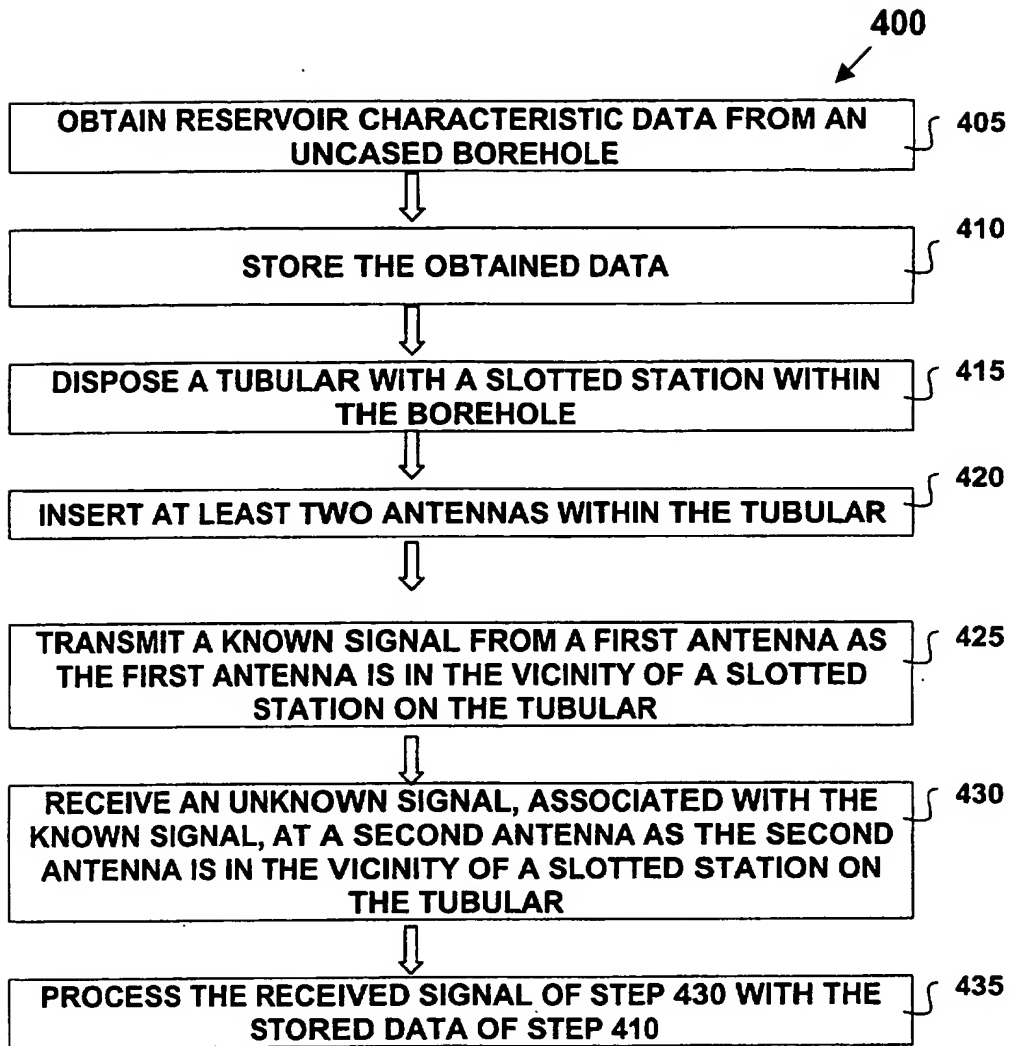 400
OBTAIN RESERVOIR CHARACTERISTIC DATA FROM AN
UNCASED BOREHOLE
405
STORE THE OBTAINED DATA
410
DISPOSE A TUBULAR WITH A SLOTTED STATION WITHIN
THE BOREHOLE
415
INSERT AT LEAST TWO ANTENNAS WITHIN THE TUBULAR
420
TRANSMIT A KNOWN SIGNAL FROM A FIRST ANTENNA AS
THE FIRST ANTENNA IS IN THE VICINITY OF A SLOTTED
STATION ON THE TUBULAR
425
RECEIVE AN UNKNOWN SIGNAL, ASSOCIATED WITH THE
KNOWN SIGNAL, AT A SECOND ANTENNA AS THE SECOND
ANTENNA IS IN THE VICINITY OF A SLOTTED STATION ON
THE TUBULAR
430
PROCESS THE RECEIVED SIGNAL OF STEP 430 WITH THE
STORED DATA OF STEP 410
435